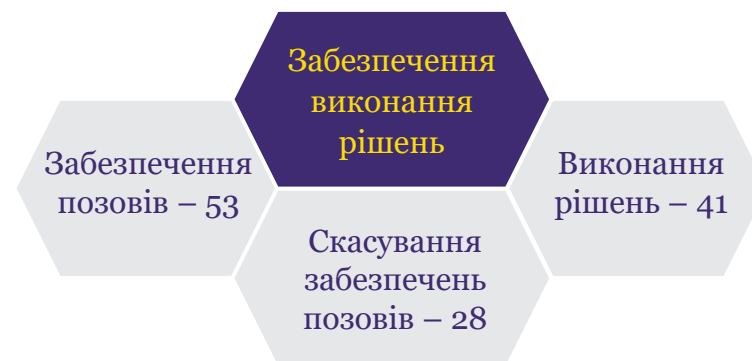 Забезпечення
виконання
рішень
Забезпечення
позовів – 53
Скасування
забезпечень
позовів – 28
Виконання
рішень – 41